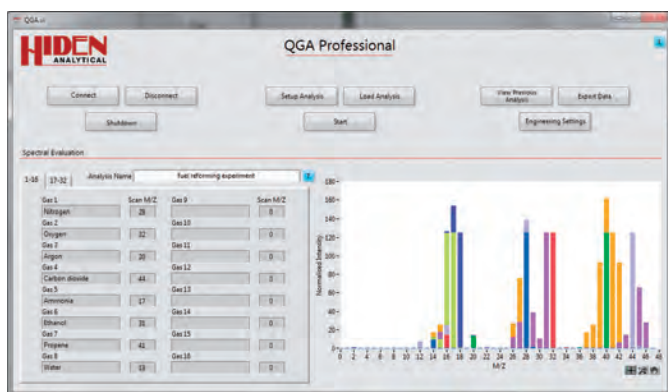 QGA.vi
HIDEN
ANALYTICAL
QGA Professional
Connect
Disconnect
Setup Analysis
Load Analysis
View Previous
Analysis
Export Data
Shutdown
Start
Engineering Settings
Spectral Evaluation
1-16
17-32
Analysis Name
fuel reforming experiment
Gas 1
Scan M/Z
Gas 9
Scan M/Z
Nitrogen
28
0
Gas 2
Gas 10
Oxygen
32
0
Gas 3
Gas 11
Argon
20
0
Gas 4
Gas 12
Carbon dioxide
44
0
Gas 5
Gas 13
Ammonia
17
0
Gas 6
Gas 14
Ethanol
31
0
Gas 7
Gas 15
Propene
41
0
Gas 8
Gas 16
Water
18
0
Normalised Intensity
180-
160-
140-
120-
100-
80-
60-
40-
20-
0-
0 2 4 6 8 10 12 14 16 18 20 22 24 26 28 30 32 34 36 38 40 42 44 46 48
M/Z